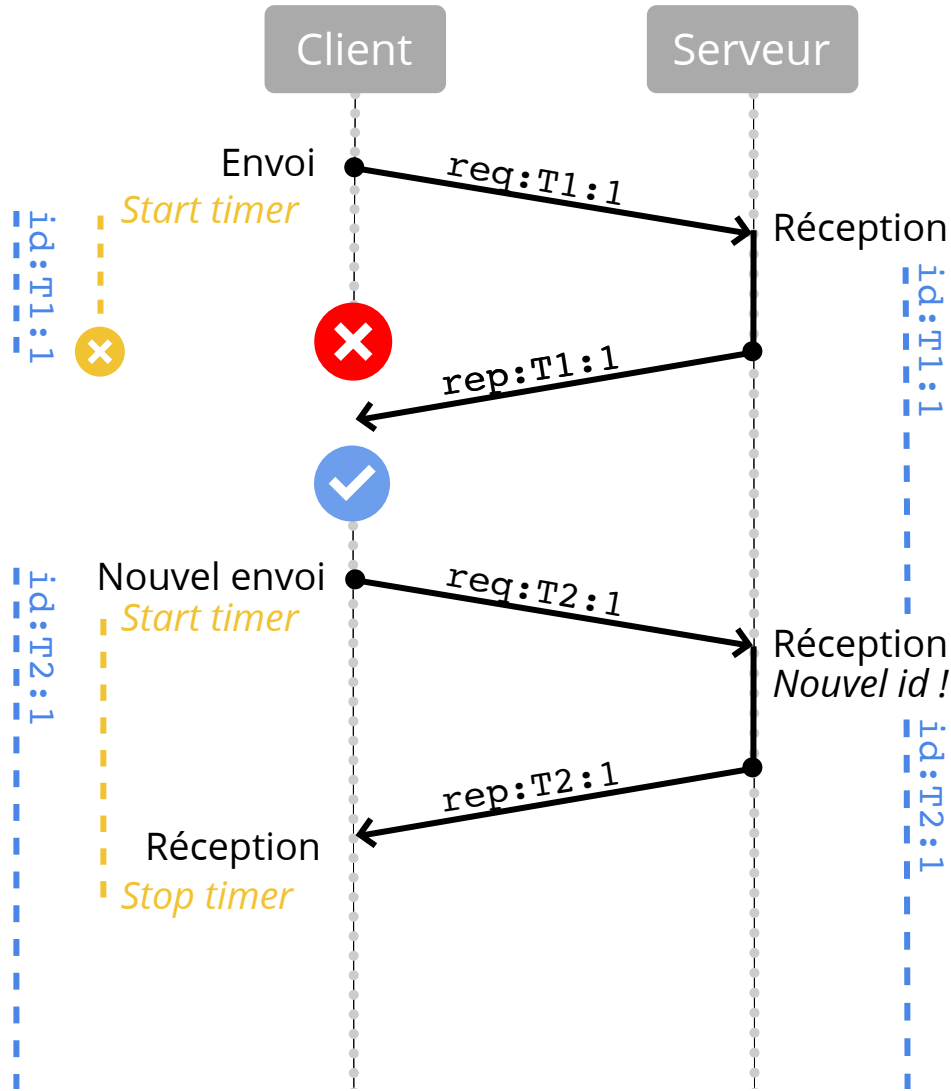 Client
Serveur
Envoi
req:T1:1
Start timer
Réception
id:T1:1
id:T1:1
rep:T1:1
Nouvel envoi
req:T2:1
Start timer
Réception
Nouvel id !
id:T2:1
id:T2:1
rep:T2:1
Réception
Stop timer